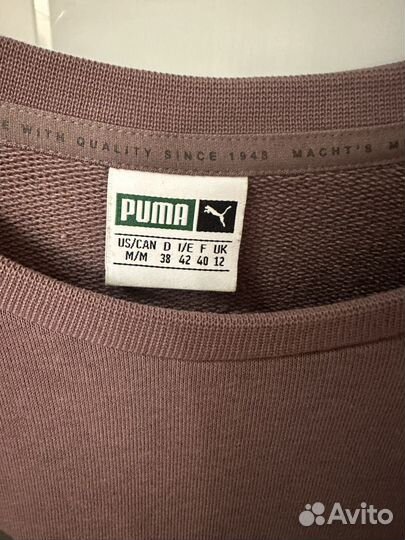 E WITH QUALITY SINCE 1948 MACHT'S M
PUMA
US/CAN D I/E F UK
M/M 38 42 40 12
Avito